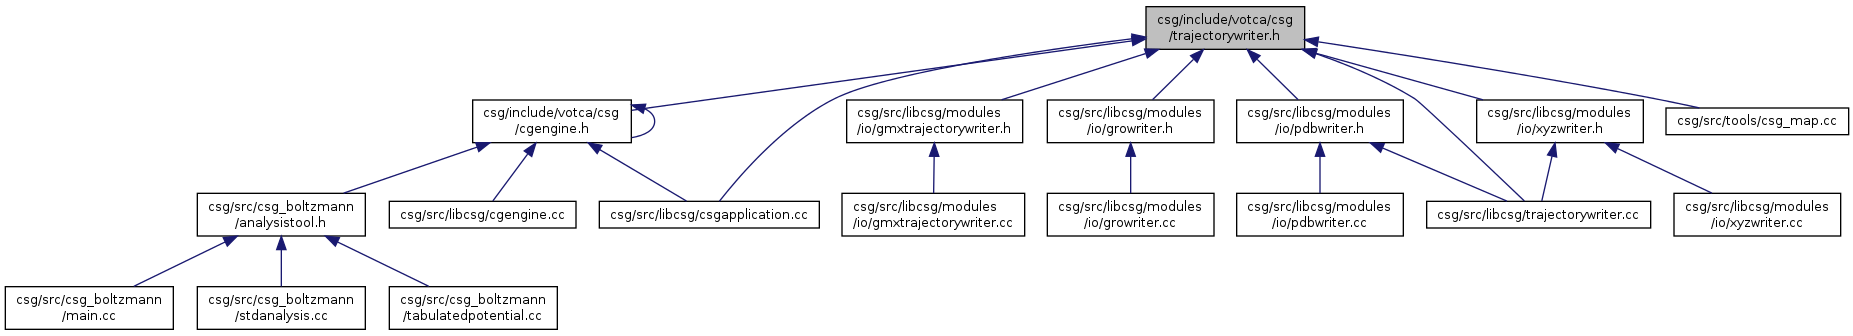 csg/include/votca/csg
/trajectorywriter.h
csg/include/votca/csg
/cgengine.h
csg/src/libcsg/modules
/io/gmxtrajectorywriter.h
csg/src/libcsg/modules
/io/growriter.h
csg/src/libcsg/modules
/io/pdbwriter.h
csg/src/libcsg/modules
/io/xyzwriter.h
csg/src/tools/csg_map.cc
csg/src/csg_boltzmann
/analysistool.h
csg/src/libcsg/cgengine.cc
csg/src/libcsg/csgapplication.cc
csg/src/libcsg/modules
/io/gmxtrajectorywriter.cc
csg/src/libcsg/modules
/io/growriter.cc
csg/src/libcsg/modules
/io/pdbwriter.cc
csg/src/libcsg/trajectorywriter.cc
csg/src/libcsg/modules
/io/xyzwriter.cc
csg/src/csg_boltzmann
/main.cc
csg/src/csg_boltzmann
/stdanalysis.cc
csg/src/csg_boltzmann
/tabulatedpotential.cc